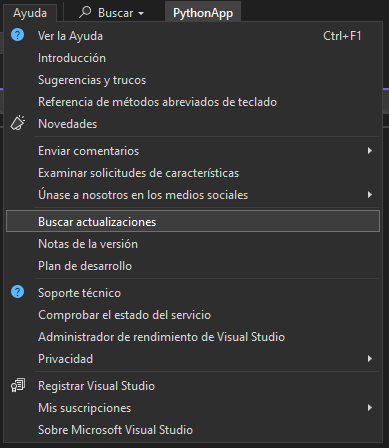 Ayuda Buscar PythonApp
Ver la Ayuda Ctrl+F1
Introducción
Sugerencias y trucos
Referencia de métodos abreviados de teclado
Novedades
Enviar comentarios
Examinar solicitudes de características
Únase a nosotros en los medios sociales
Buscar actualizaciones
Notas de la versión
Plan de desarrollo
Soporte técnico
Comprobar el estado del servicio
Administrador de rendimiento de Visual Studio
Privacidad
Registrar Visual Studio
Mis suscripciones
Sobre Microsoft Visual Studio